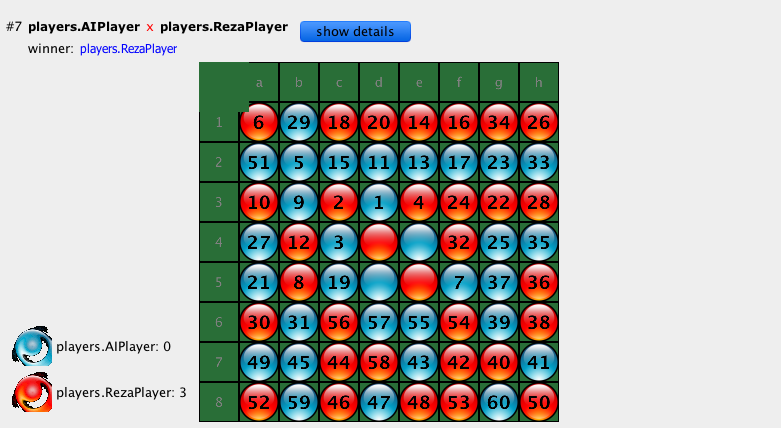 #7 players.AIPlayer x players.RezaPlayer show details
winner: players.RezaPlayer
a b c d e f g h
1 6 29 18 20 14 16 34 26
2 51 5 15 11 13 17 23 33
3 10 9 2 1 4 24 22 28
4 27 12 3 32 25 35
5 21 8 19 7 37 36
6 30 31 56 57 55 54 39 38
players.AIPlayer: 0
7 49 45 44 58 43 42 40 41
players.RezaPlayer: 3
8 52 59 46 47 48 53 60 50